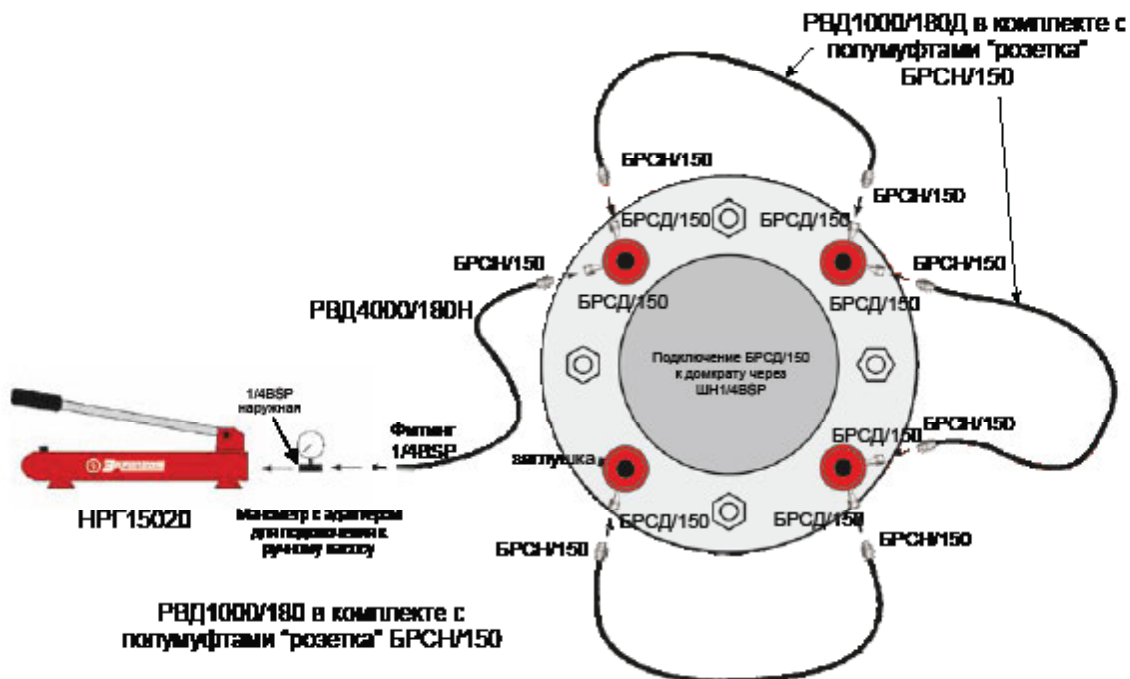 РВД1000/180Д в комплекте с
полумуфтами "розетка"
БРСН/150
БРСН/150
БРСН/150
БРСД/150
БРСД/150
БРСН/150
БРСН/150
БРСД/150
БРСД/150
РВД4000/180Н
Подключение БРСД/150
к домкрату через
ШН1/4BSP
1/4BSP
наружная
Фитинг
1/4BSP
БРСН/150
БРСД/150
заглушка
НРГ15020
Манометр с адаптером
для подключения к
ручному насосу
БРСД/150
БРСД/150
БРСН/150
БРСН/150
РВД1000/180 в комплекте с
полумуфтами "розетка" БРСН/150